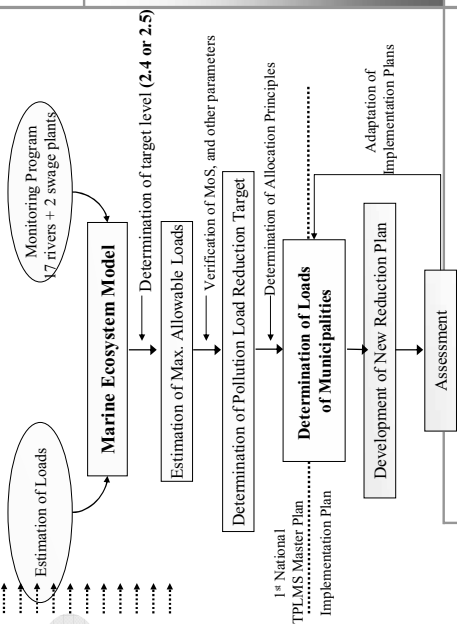 Monitoring Program
17 rivers + 2 swage plants
Estimation of Loads
Marine Ecosystem Model
Determination of target level (2.4 or 2.5)
Estimation of Max. Allowable Loads
Verification of MoS, and other parameters
Determination of Pollution Load Reduction Target
Determination of Allocation Principles
1st National
TPLMS Master Plan
Implementation Plan
Determination of Loads
of Municipalities
Adaptation of
Implementation Plans
Development of New Reduction Plan
Assessment